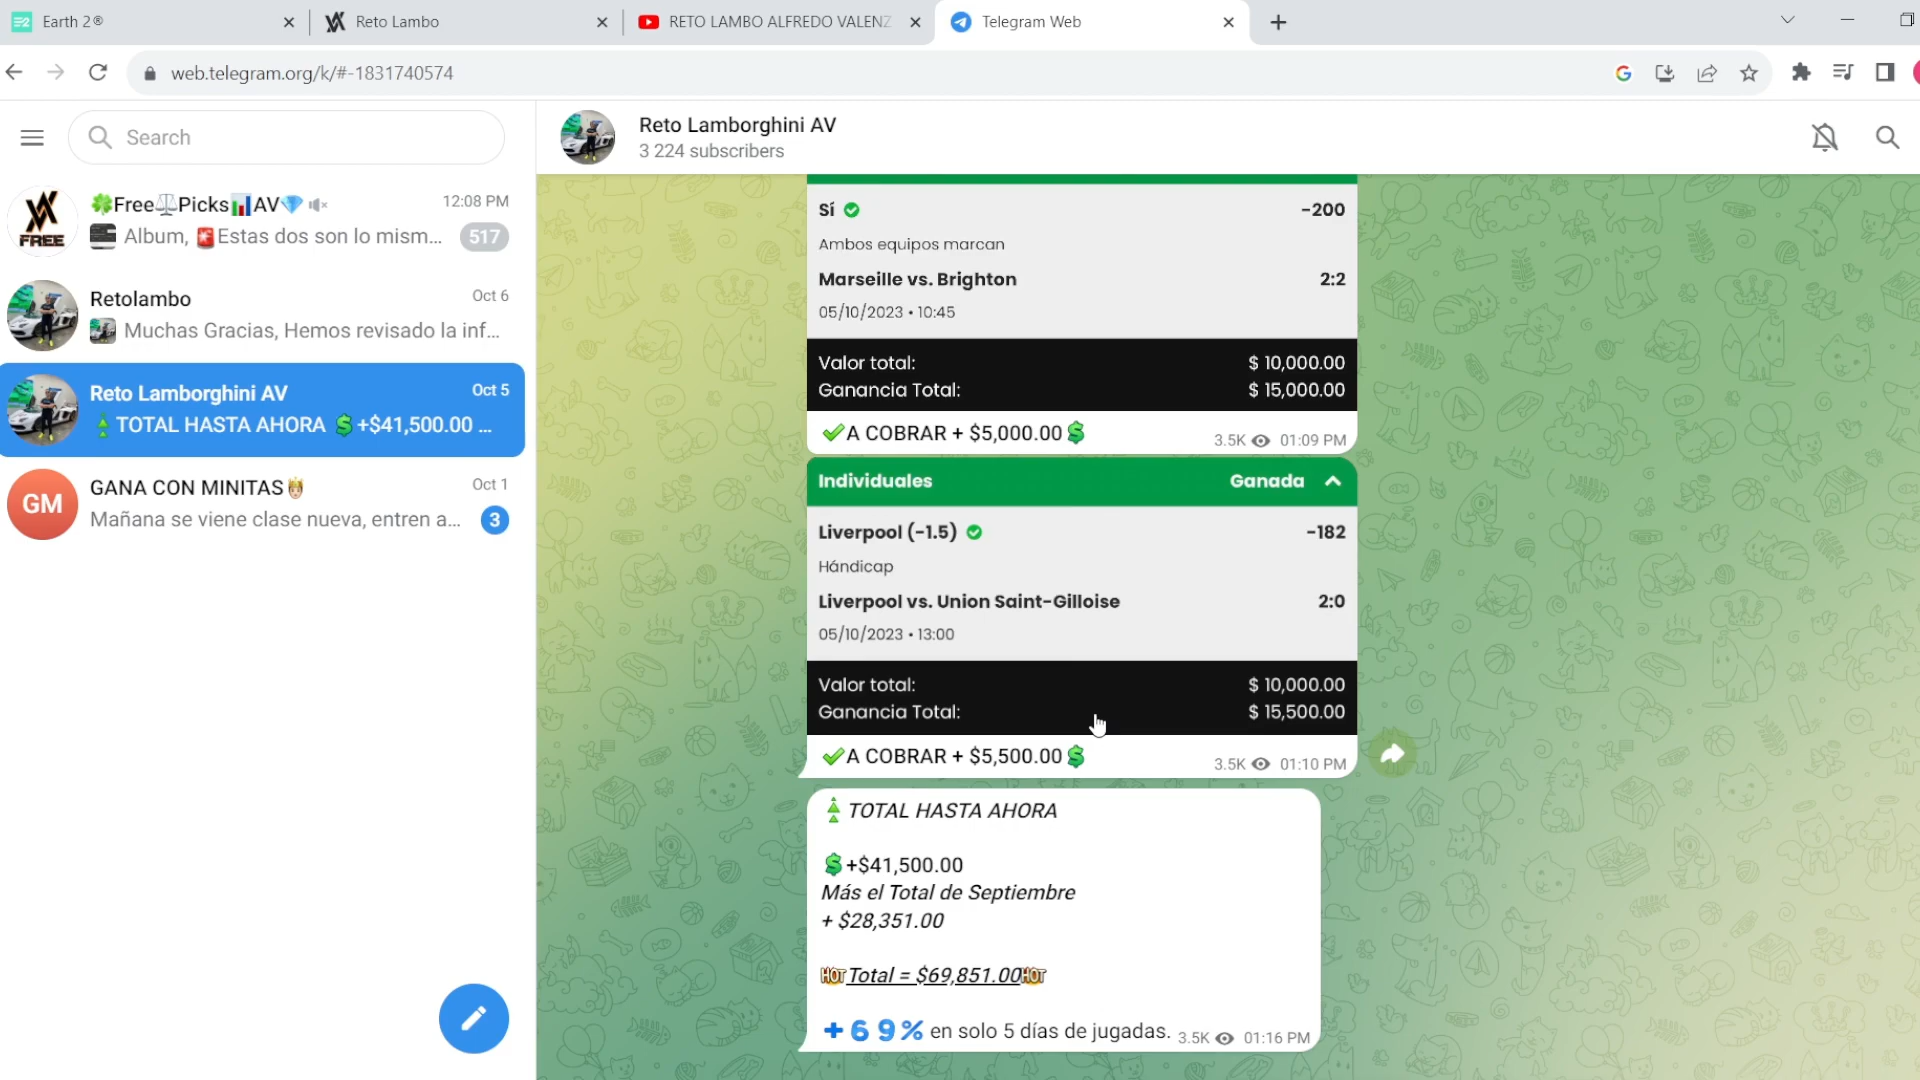 Earth 2®
Reto Lambo
RETO LAMBO ALFREDO VALENZ
Telegram Web
web.telegram.org/k/#-1831740574
Search
Reto Lamborghini AV
3 224 subscribers
FREE
🍀Free⚖️Picks📊AV💎
12:08 PM
Album, 🚨Estas dos son lo mism...
517
Retolambo
Oct 6
Muchas Gracias, Hemos revisado la inf...
Reto Lamborghini AV
Oct 5
TOTAL HASTA AHORA 💲+$41,500.00 ...
GM
GANA CON MINITAS🤴
Oct 1
Mañana se viene clase nueva, entren a...
3
Sí
-200
Ambos equipos marcan
Marseille vs. Brighton
2:2
05/10/2023 • 10:45
Valor total:
$ 10,000.00
Ganancia Total:
$ 15,000.00
✅A COBRAR + $5,000.00💲
3.5K
01:09 PM
Individuales
Ganada
Liverpool (-1.5)
-182
Hándicap
Liverpool vs. Union Saint-Gilloise
2:0
05/10/2023 • 13:00
Valor total:
$ 10,000.00
Ganancia Total:
$ 15,500.00
✅A COBRAR + $5,500.00💲
3.5K
01:10 PM
TOTAL HASTA AHORA
💲+$41,500.00
Más el Total de Septiembre
+ $28,351.00
HOT Total = $69,851.00 HOT
+69% en solo 5 días de jugadas.
3.5K
01:16 PM